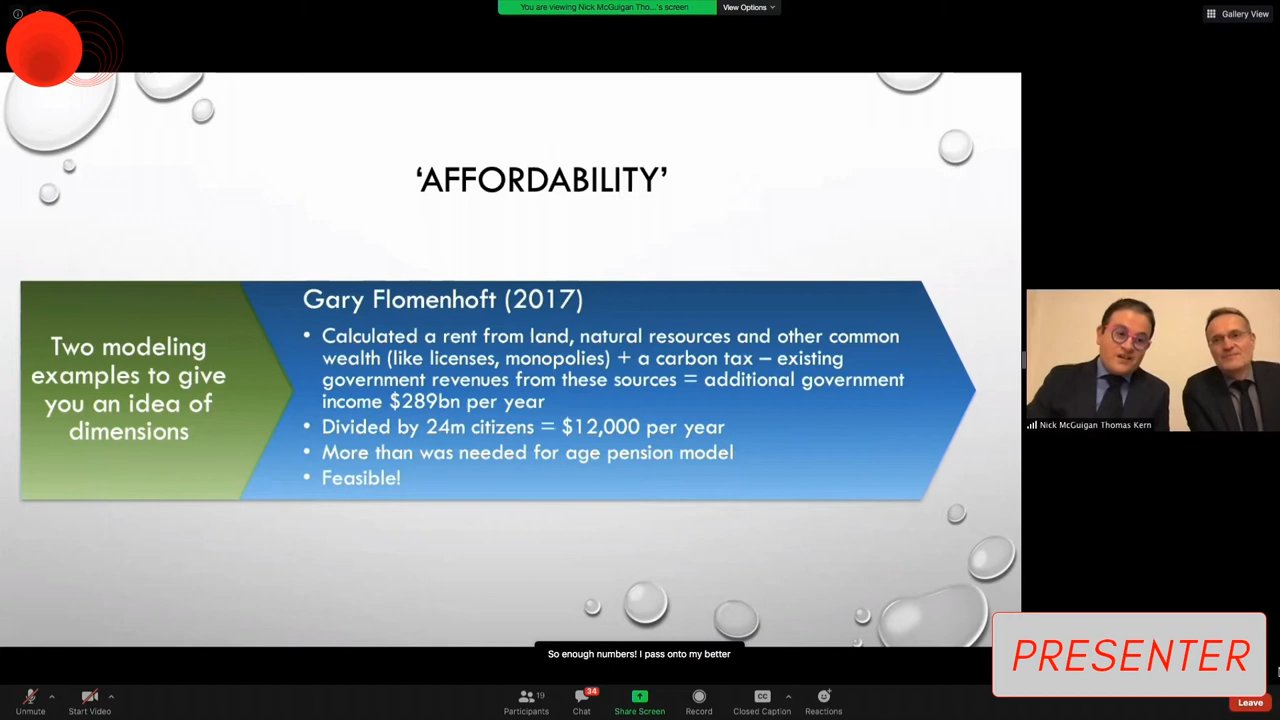 You are viewing Nick McGuigan Tho...'s screen
View Options
Gallery View
‘AFFORDABILITY’
Two modeling
examples to give
you an idea of
dimensions
Gary Flomenhoft (2017)
• Calculated a rent from land, natural resources and other common
wealth (like licenses, monopolies) + a carbon tax – existing
government revenues from these sources = additional government
income $289bn per year
• Divided by 24m citizens = $12,000 per year
• More than was needed for age pension model
• Feasible!
Nick McGuigan Thomas Kern
So enough numbers! I pass onto my better
PRESENTER
Unmute
Start Video
19
Participants
34
Chat
Share Screen
Record
CC
Closed Caption
Reactions
Leave